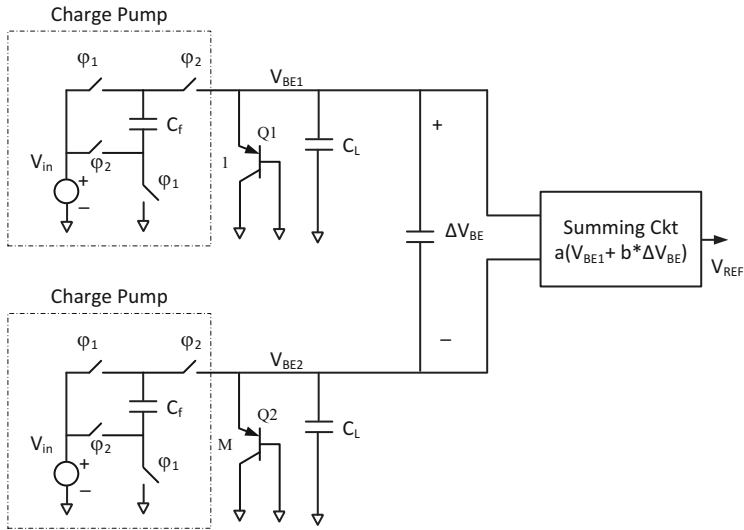 Charge Pump
φ1
φ2
VBE1
Cf
Q1
CL
+
Vin
+
φ2
1
φ1
ΔVBE
Summing Ckt
a(VBE1+ b*ΔVBE)
VREF
–
Charge Pump
–
φ1
φ2
VBE2
Cf
Q2
CL
Vin
φ2
M
+
φ1
–